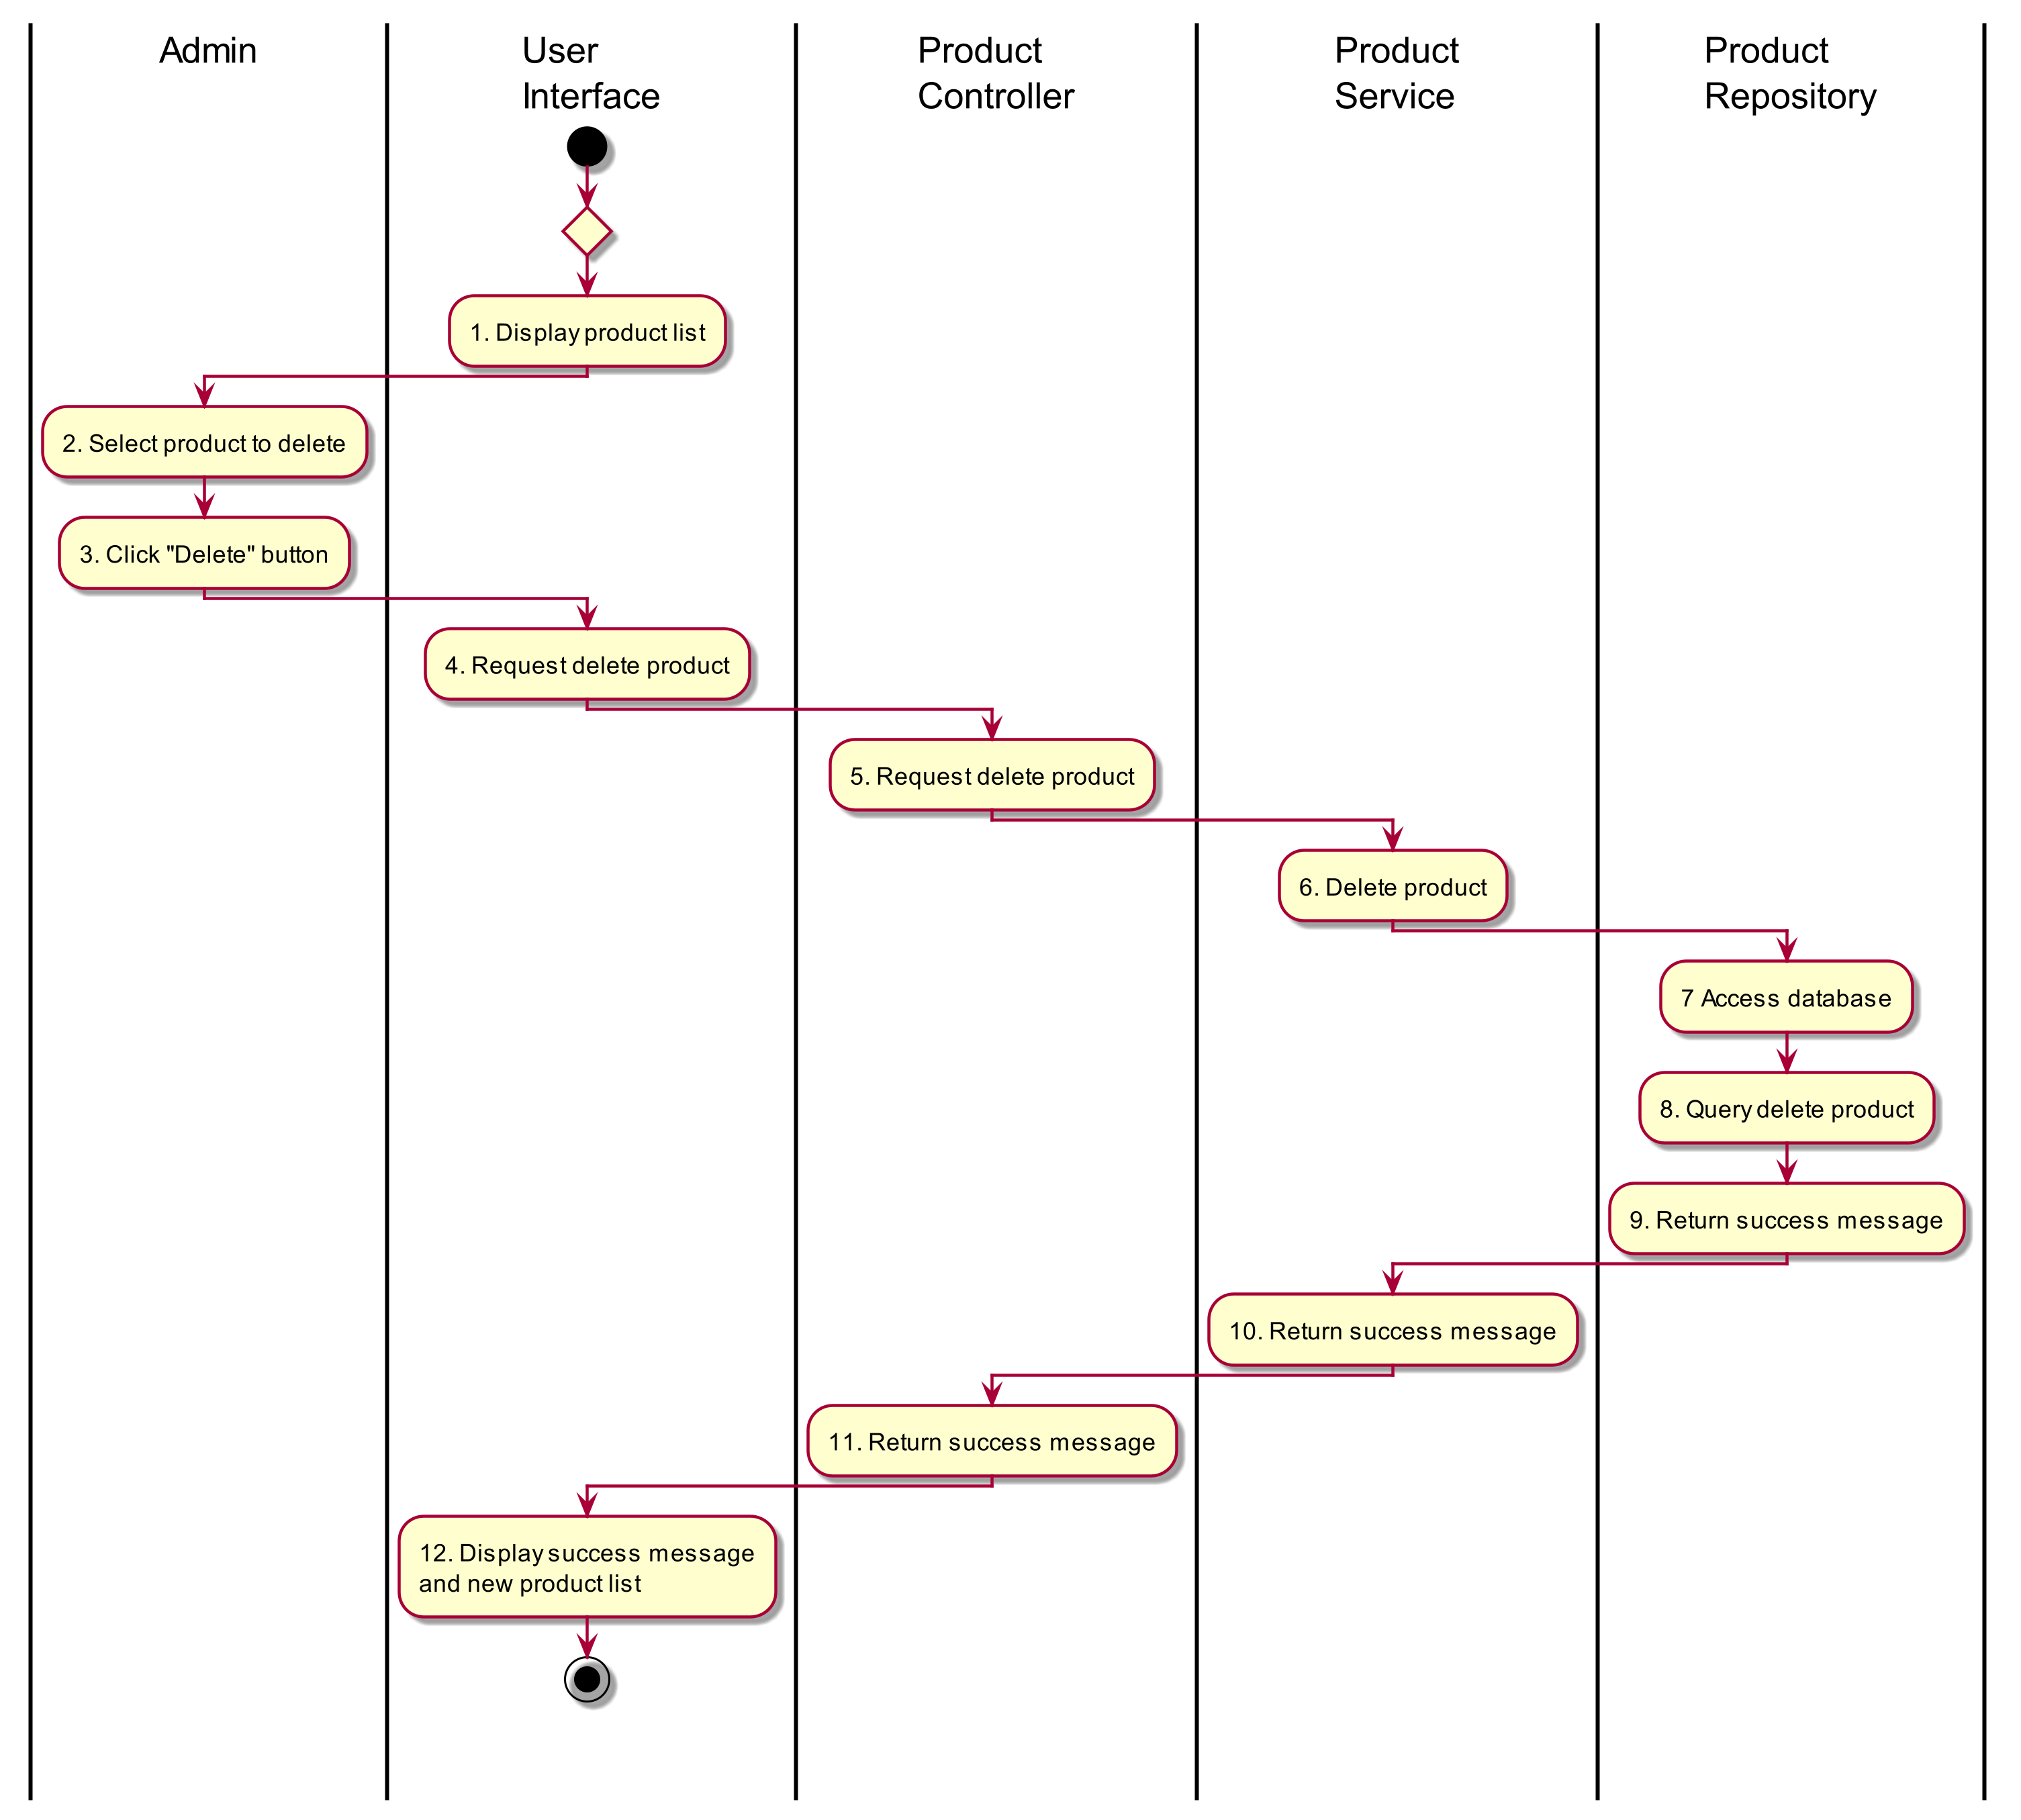 Admin
User
Interface
Product
Controller
Product
Service
Product
Repository
1. Display product list
2. Select product to delete
3. Click "Delete" button
4. Request delete product
5. Request delete product
6. Delete product
7 Access database
8. Query delete product
9. Return success message
10. Return success message
11. Return success message
12. Display success message
and new product list